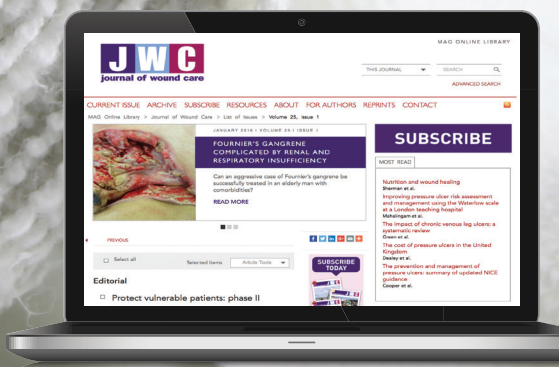 MAG ONLINE LIBRARY
JWC
journal of wound care
THIS JOURNAL
SEARCH
ADVANCED SEARCH
CURRENT ISSUE ARCHIVE SUBSCRIBE RESOURCES ABOUT FOR AUTHORS REPRINTS CONTACT
MAG Online Library > Journal of Wound Care > List of Issues > Volume 25, Issue 1
JANUARY 2016 I VOLUME 25 I ISSUE 1
FOURNIER'S GANGRENE
COMPLICATED BY RENAL AND
RESPIRATORY INSUFFICIENCY
Can an aggressive case of Fournier's gangrene be
successfully treated in an elderly man with
comorbidities?
READ MORE
PREVIOUS
Select all
Selected items
Article Tools
SUBSCRIBE
TODAY
Editorial
Protect vulnerable patients: phase II
SUBSCRIBE
MOST READ
Nutrition and wound healing
Sherman et al.
Improving pressure ulcer risk assessment
and management using the Waterlow scale
at a London teaching hospital
Mahalingam et al.
The impact of chronic venous leg ulcers: a
systematic review
Green et al.
The cost of pressure ulcers in the United
Kingdom
Dealey et al.
The prevention and management of
pressure ulcers: summary of updated NICE
guidance
Cooper et al.